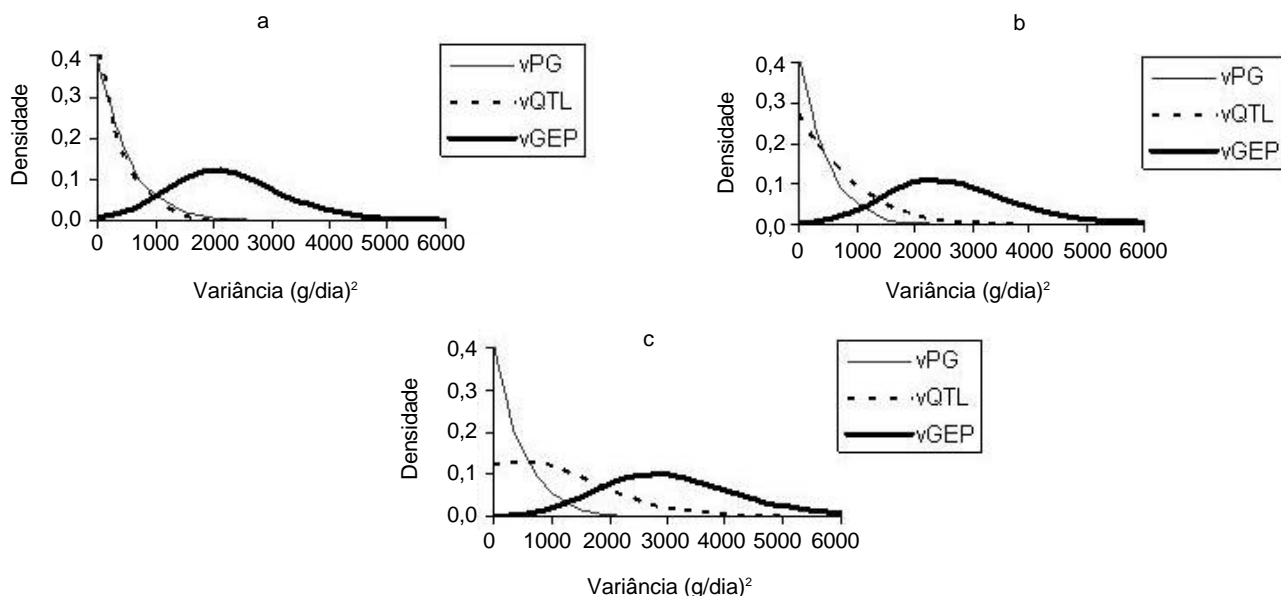 a
0,4
0,3
0,2
0,1
0,0
Densidade
0 1000 2000 3000 4000 5000 6000
Variância (g/dia)²
vPG
vQTL
vGEP
b
0,4
0,3
0,2
0,1
0,0
Densidade
0 1000 2000 3000 4000 5000 6000
Variância (g/dia)²
vPG
vQTL
vGEP
c
0,4
0,3
0,2
0,1
0,0
Densidade
0 1000 2000 3000 4000 5000 6000
Variância (g/dia)²
vPG
vQTL
vGEP